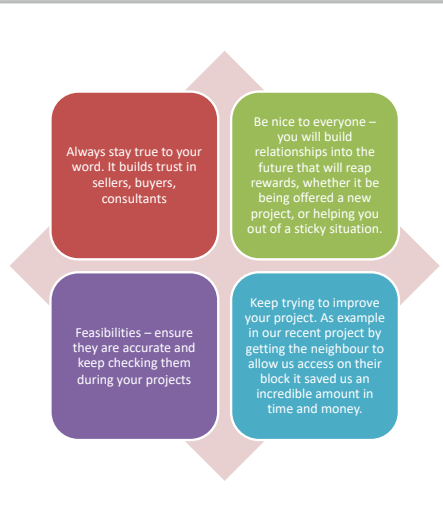 Always stay true to your
word. It builds trust in
sellers, buyers,
consultants
Be nice to everyone –
you will build
relationships into the
future that will reap
rewards, whether it be
being offered a new
project, or helping you
out of a sticky situation.
Feasibilities – ensure
they are accurate and
keep checking them
during your projects
Keep trying to improve
your project. As example
in our recent project by
getting the neighbour to
allow us access on their
block it saved us an
incredible amount in
time and money.